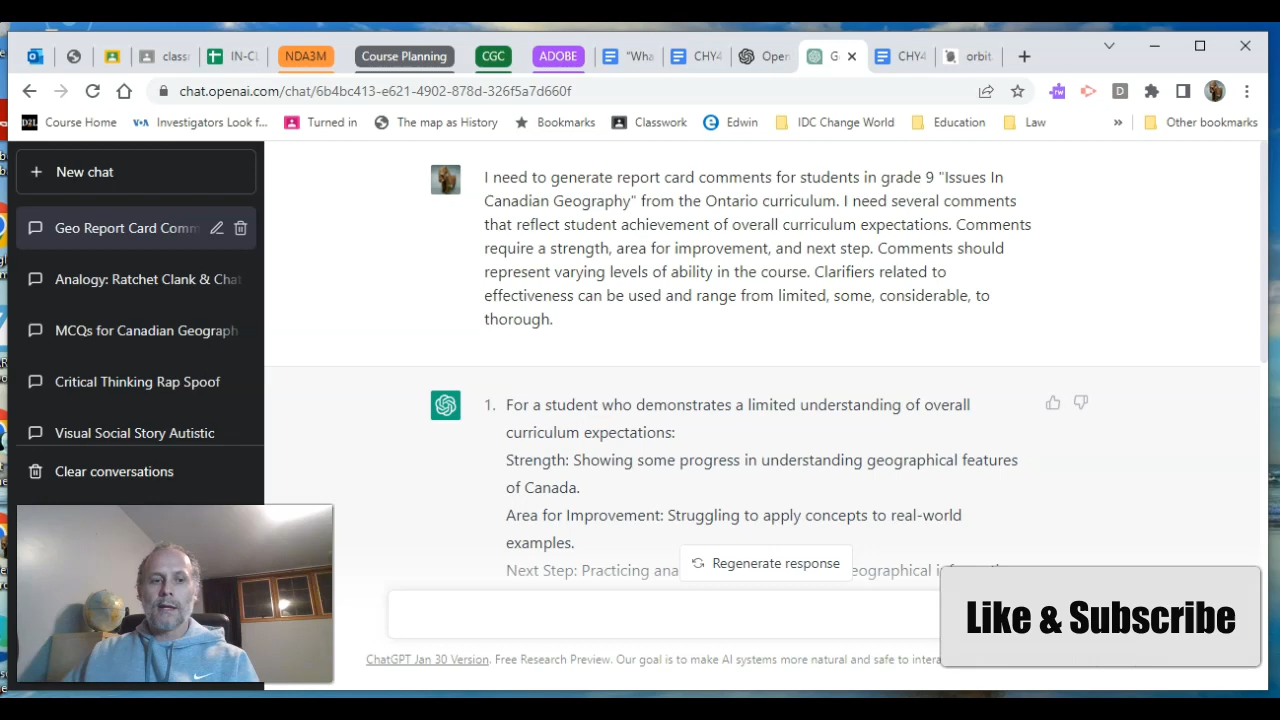 class
IN-Cl
NDA3M
Course Planning
CGC
ADOBE
"Wha
CHY4
Open
G
CHY4
orbit
chat.openai.com/chat/6b4bc413-e621-4902-878d-326f5a7d660f
D2L Course Home
VOA Investigators Look f...
Turned in
The map as History
Bookmarks
Classwork
Edwin
IDC Change World
Education
Law
»
Other bookmarks
+ New chat
Geo Report Card Comm
Analogy: Ratchet Clank & Chat
MCQs for Canadian Geograph
Critical Thinking Rap Spoof
Visual Social Story Autistic
Clear conversations
I need to generate report card comments for students in grade 9 "Issues In
Canadian Geography" from the Ontario curriculum. I need several comments
that reflect student achievement of overall curriculum expectations. Comments
require a strength, area for improvement, and next step. Comments should
represent varying levels of ability in the course. Clarifiers related to
effectiveness can be used and range from limited, some, considerable, to
thorough.
1. For a student who demonstrates a limited understanding of overall
curriculum expectations:
Strength: Showing some progress in understanding geographical features
of Canada.
Area for Improvement: Struggling to apply concepts to real-world
examples.
Next Step: Practicing ana
eographical
Regenerate response
ChatGPT Jan 30 Version. Free Research Preview. Our goal is to make AI systems more natural and safe to intera
Like & Subscribe